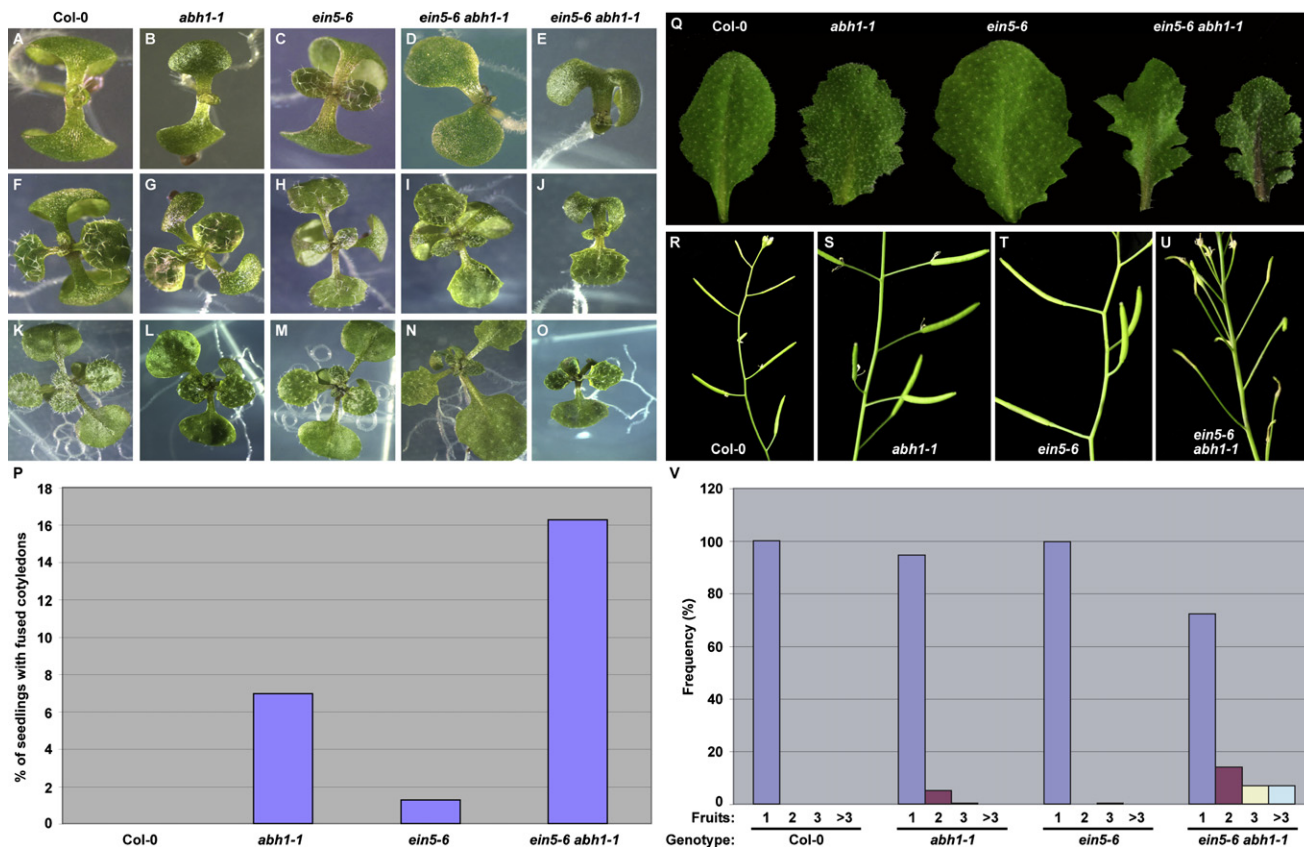 Col-0 abh1-1 ein5-6 ein5-6 abh1-1 ein5-6 abh1-1
A B C D E
F G H I J
K L M N O
Q Col-0 abh1-1 ein5-6 ein5-6 abh1-1
R S T U
Col-0 abh1-1 ein5-6 ein5-6
abh1-1
P
18
16
14
12
10
8
6
4
2
0
% of seedlings with fused cotyledons
Col-0 abh1-1 ein5-6 ein5-6 abh1-1
V
120
100
80
60
40
20
0
Frequency (%)
Fruits: 1 2 3 >3 1 2 3 >3 1 2 3 >3 1 2 3 >3
Genotype: Col-0 abh1-1 ein5-6 ein5-6 abh1-1